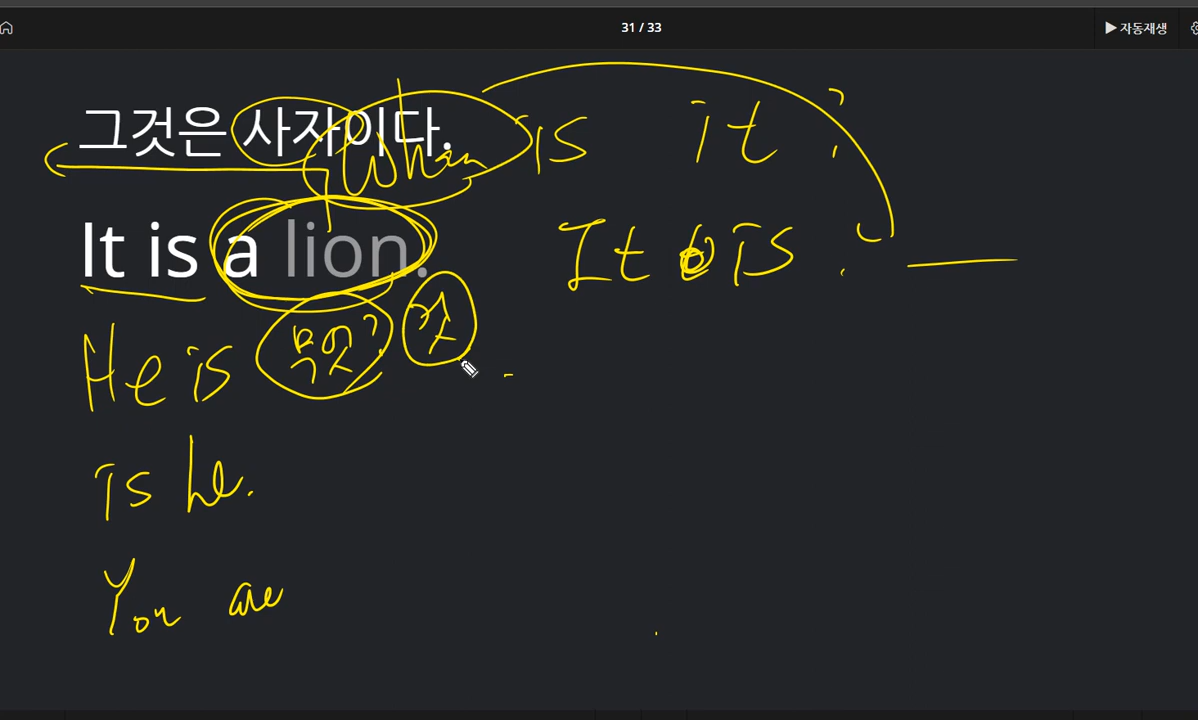 31 / 33
▶ 자동재생
그것은 사자이다.
What is it?
It is a lion.
It is
He is 무엇?
is he.
You are